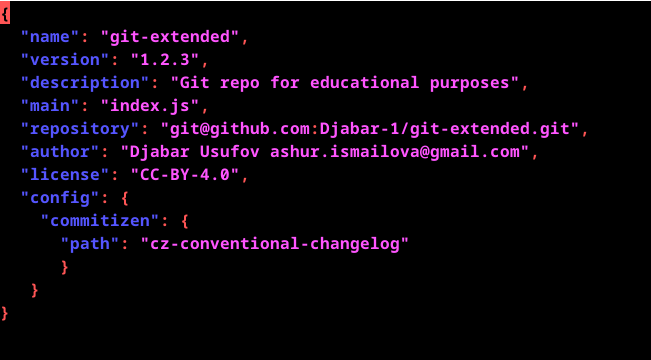 {
  "name": "git-extended",
  "version": "1.2.3",
  "description": "Git repo for educational purposes",
  "main": "index.js",
  "repository": "git@github.com:Djabar-1/git-extended.git",
  "author": "Djabar Usufov ashur.ismailova@gmail.com",
  "license": "CC-BY-4.0",
  "config": {
    "commitizen": {
      "path": "cz-conventional-changelog"
      }
   }
}